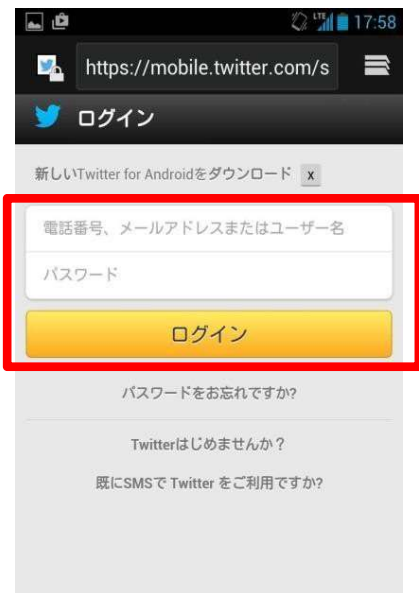 LTE 17:58
https://mobile.twitter.com/s
ログイン
新しいTwitter for Androidをダウンロード x
電話番号、メールアドレスまたはユーザー名
パスワード
ログイン
パスワードをお忘れですか?
Twitterはじめませんか？
既にSMSで Twitter をご利用ですか?